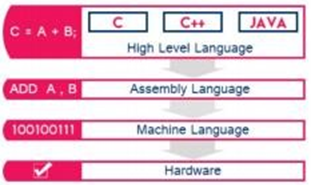 C = A + B;
C
C++
JAVA
High Level Language
ADD A , B
Assembly Language
100100111
Machine Language
Hardware